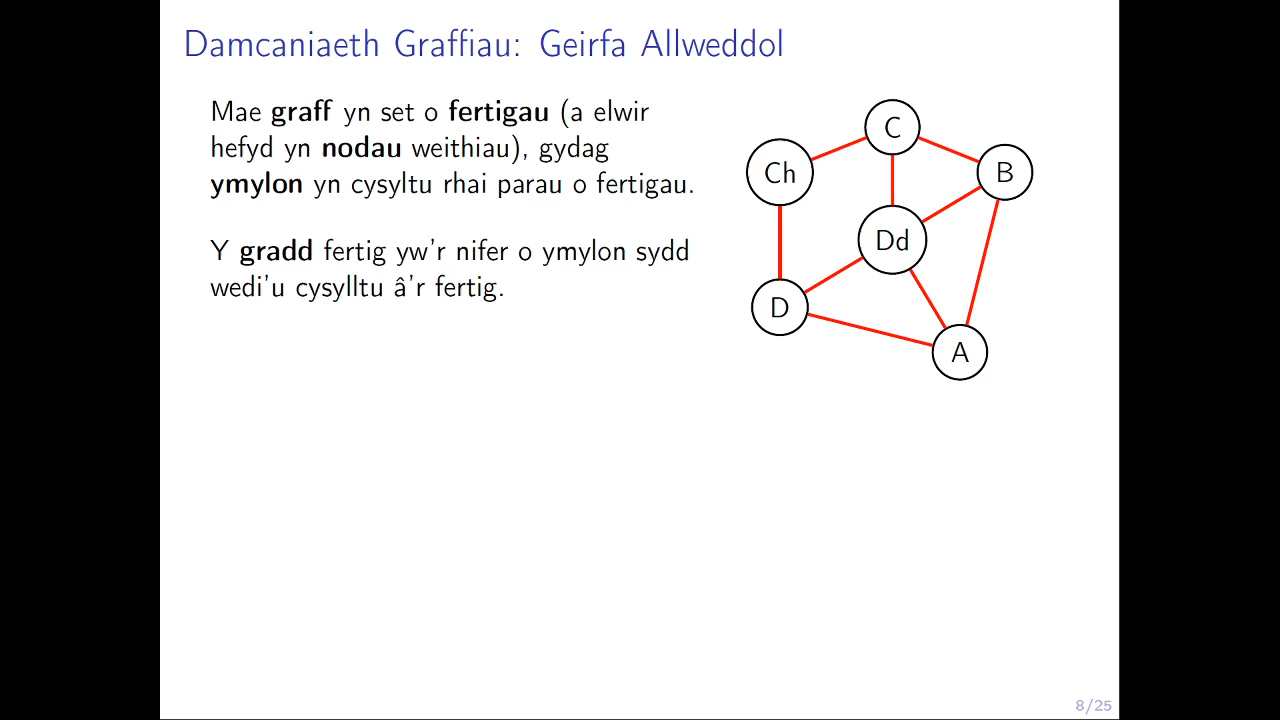 Damcaniaeth Graffiau: Geirfa Allweddol
Mae graff yn set o fertigau (a elwir
hefyd yn nodau weithiau), gydag
ymylon yn cysyltu rhai parau o fertigau.
Y gradd fertig yw'r nifer o ymylon sydd
wedi'u cysylltu â'r fertig.
C
Ch
B
Dd
D
A
8/25